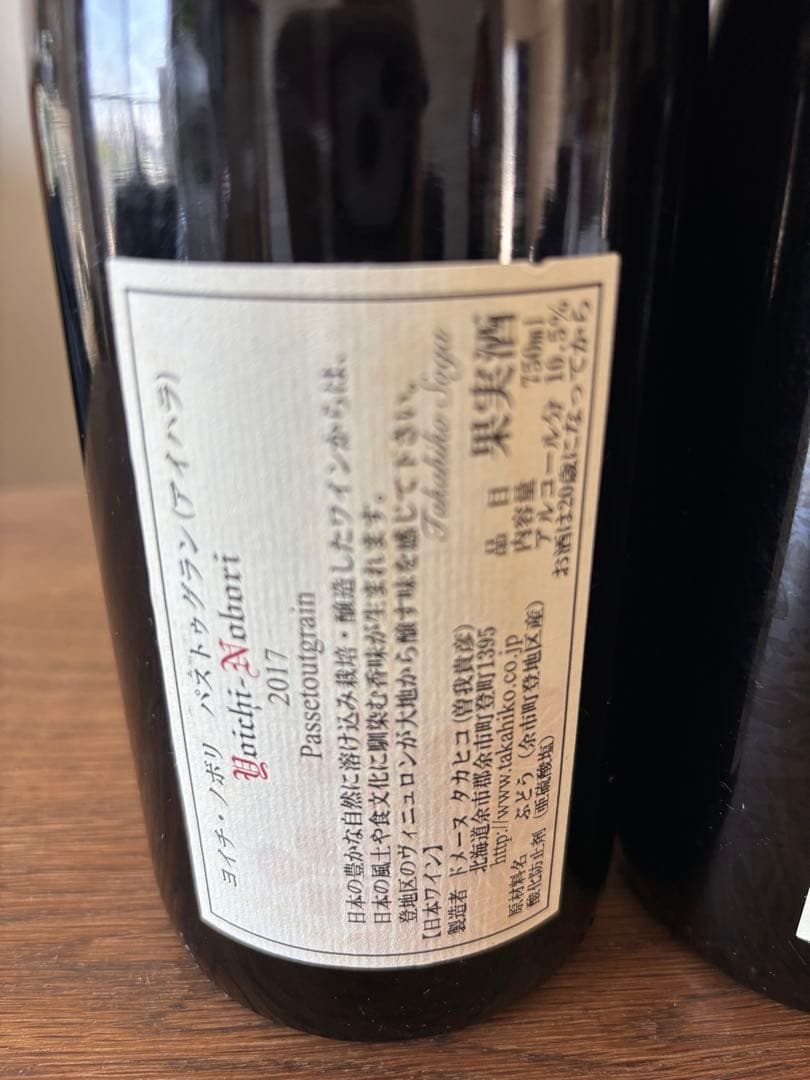 ヨイチ・ノボリ パストゥグラン(アイハラ)
Yoichi-Nobori
2017
Passetoutgrain
日本の豊かな自然に溶け込み栽培・醸造したワインからは、
日本の風土や食文化に馴染む香味が生まれます。
登地区のヴィニュロンが大地から醸す味を感じて下さい。
Takahiko Soga
【日本ワイン】
製造者 ドメーヌ タカヒコ(曽我貴彦)
北海道余市郡余市町登町1395
http://www.takahiko.co.jp
原材料名 ぶどう(余市町登地区産)
酸化防止剤(亜硫酸塩)
品目 果実酒
内容量 750ml
アルコール分 10.5%
お酒は20歳になってから